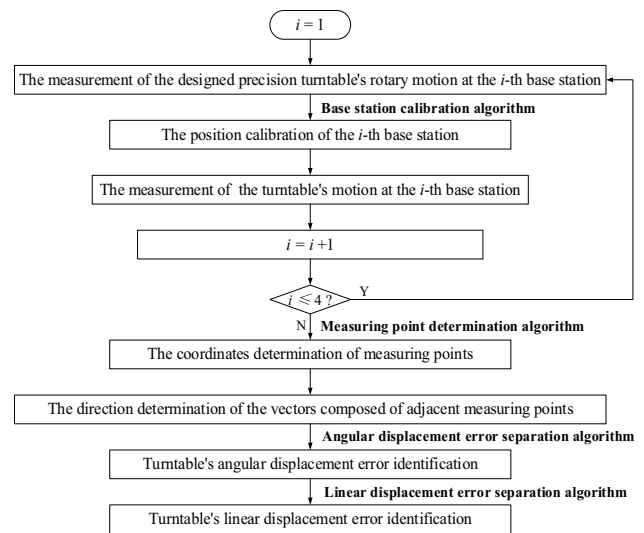 i = 1
The measurement of the designed precision turntable's rotary motion at the i-th base station
Base station calibration algorithm
The position calibration of the i-th base station
The measurement of the turntable's motion at the i-th base station
i = i +1
i ≤ 4 ?
Y
N
Measuring point determination algorithm
The coordinates determination of measuring points
The direction determination of the vectors composed of adjacent measuring points
Angular displacement error separation algorithm
Turntable's angular displacement error identification
Linear displacement error separation algorithm
Turntable's linear displacement error identification